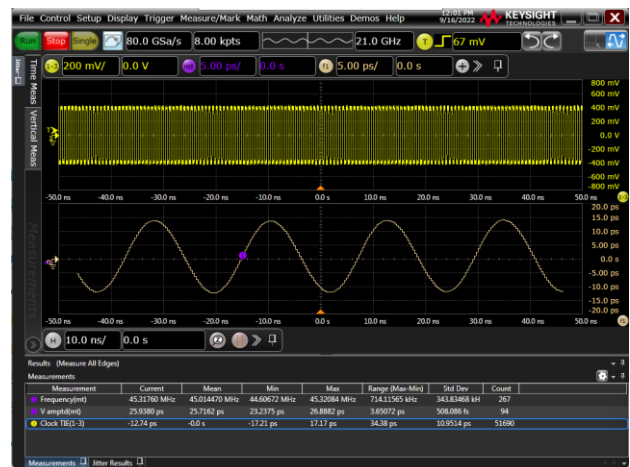 File Control Setup Display Trigger Measure/Mark Math Analyze Utilities Demos Help 12:01 PM 9/16/2022 KEYSIGHT TECHNOLOGIES
Run Stop Single 80.0 GSa/s 8.00 kpts 21.0 GHz T 67 mV
Jitter
1-3 200 mV/ 0.0 V mt 5.00 ps/ 0.0 s f1 5.00 ps/ 0.0 s
Time Meas
Vertical Meas
Measurements
800 mV
600 mV
400 mV
200 mV
0.0 V
-200 mV
-400 mV
-600 mV
-800 mV
-50.0 ns -40.0 ns -30.0 ns -20.0 ns -10.0 ns 0.0 s 10.0 ns 20.0 ns 30.0 ns 40.0 ns 50.0 ns
20.0 ps
15.0 ps
10.0 ps
5.00 ps
0.0 s
-5.00 ps
-10.0 ps
-15.0 ps
-20.0 ps
-50.0 ns -40.0 ns -30.0 ns -20.0 ns -10.0 ns 0.0 s 10.0 ns 20.0 ns 30.0 ns 40.0 ns 50.0 ns
H 10.0 ns/ 0.0 s
Results (Measure All Edges)
Measurements
Measurement Current Mean Min Max Range (Max-Min) Std Dev Count
Frequency(mt) 45.31760 MHz 45.014470 MHz 44.60672 MHz 45.32084 MHz 714.11565 kHz 343.83468 kH 267
V amptd(mt) 25.9380 ps 25.7162 ps 23.2375 ps 26.8882 ps 3.65072 ps 508.086 fs 94
Clock TIE(1-3) -12.74 ps -0.0 s -17.21 ps 17.17 ps 34.38 ps 10.9514 ps 51690
Measurements Jitter Results